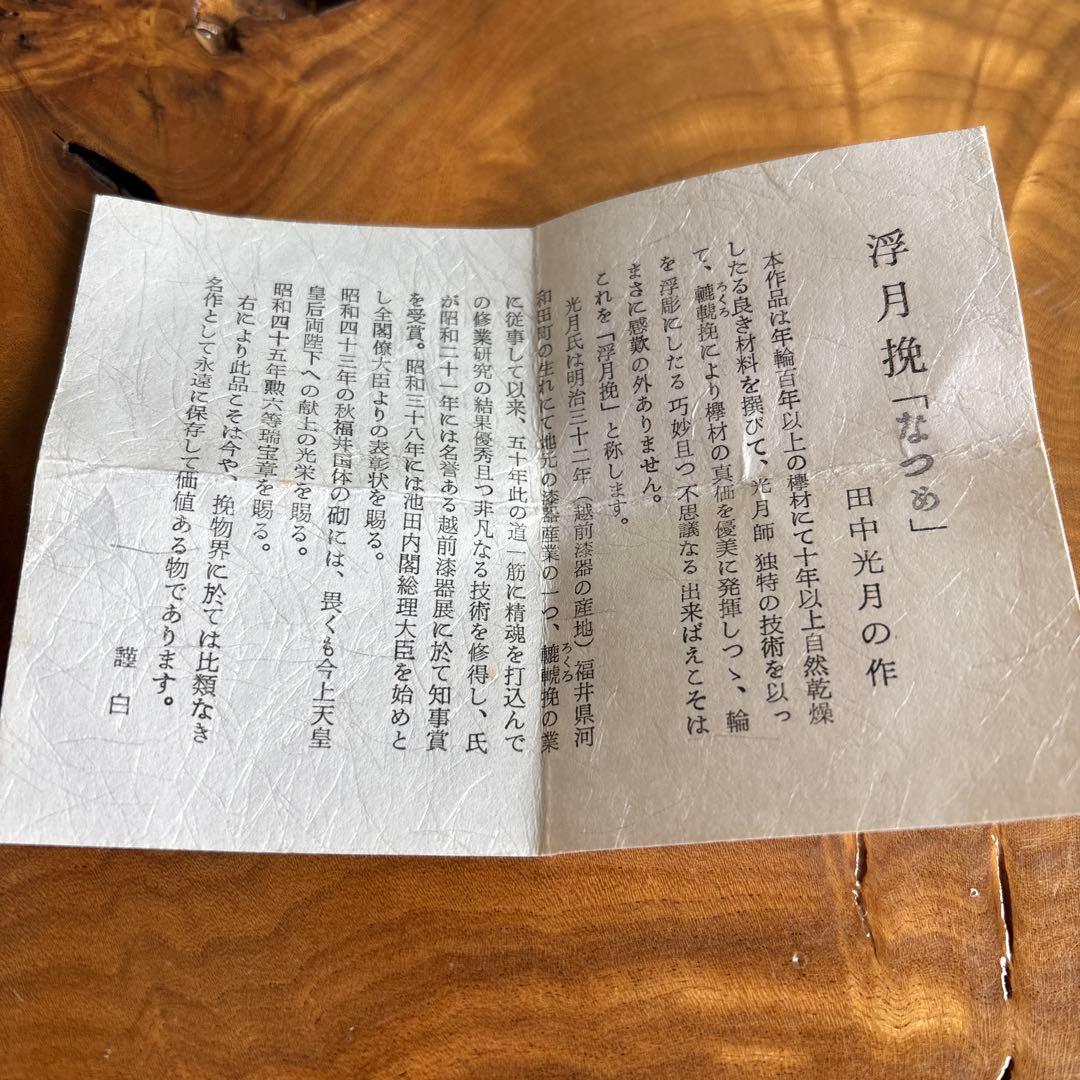 浮月挽「なつめ」
田中光月の作
本作品は年輪百年以上の欅材にて十年以上自然乾燥
したる良き材料を撰びて、光月師 独特の技術を以っ
て、轆轤挽により欅材の真価を優美に発揮しつゝ、輪
ろくろ
を浮彫にしたる 巧妙且つ不思議なる 出来ばえこそは
まさに感歎の外ありません。
これを「浮月挽」と称します。
光月氏は明治三十二年（越前漆器の産地）福井県河
和田町の生れにて地元の漆器産業の一つ、轆轤挽の業
ろくろ
に従事して以来、五十年此の道一筋に精魂を打込んで
の修業研究の結果優秀且つ非凡なる技術を修得し、氏
が昭和二十一年には名誉ある越前漆器展に於て知事賞
を受賞。昭和三十八年には池田内閣総理大臣を始めと
し全閣僚大臣よりの表彰状を賜る。
昭和四十三年の秋福井国体の砌には、畏くも今上天皇
皇后両陛下への献上の光栄を賜る。
昭和四十五年勲六等瑞宝章を賜る。
右により此品こそは今や、挽物界に於ては比類なき
名作として永遠に保存して価値ある物であります。
謹白